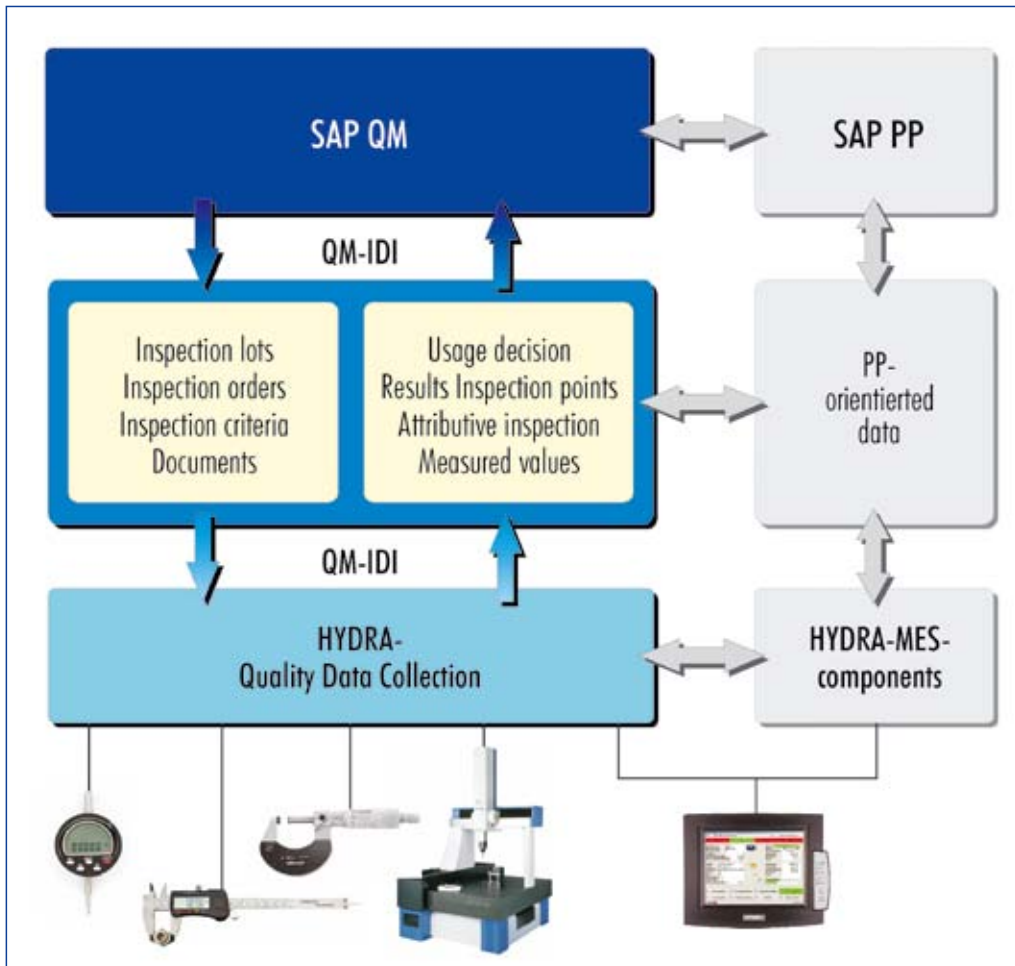 SAP QM
SAP PP
QM-IDI
Inspection lots
Inspection orders
Inspection criteria
Documents
Usage decision
Results Inspection points
Attributive inspection
Measured values
PP-
orientierted
data
QM-IDI
HYDRA-
Quality Data Collection
HYDRA-MES-
components